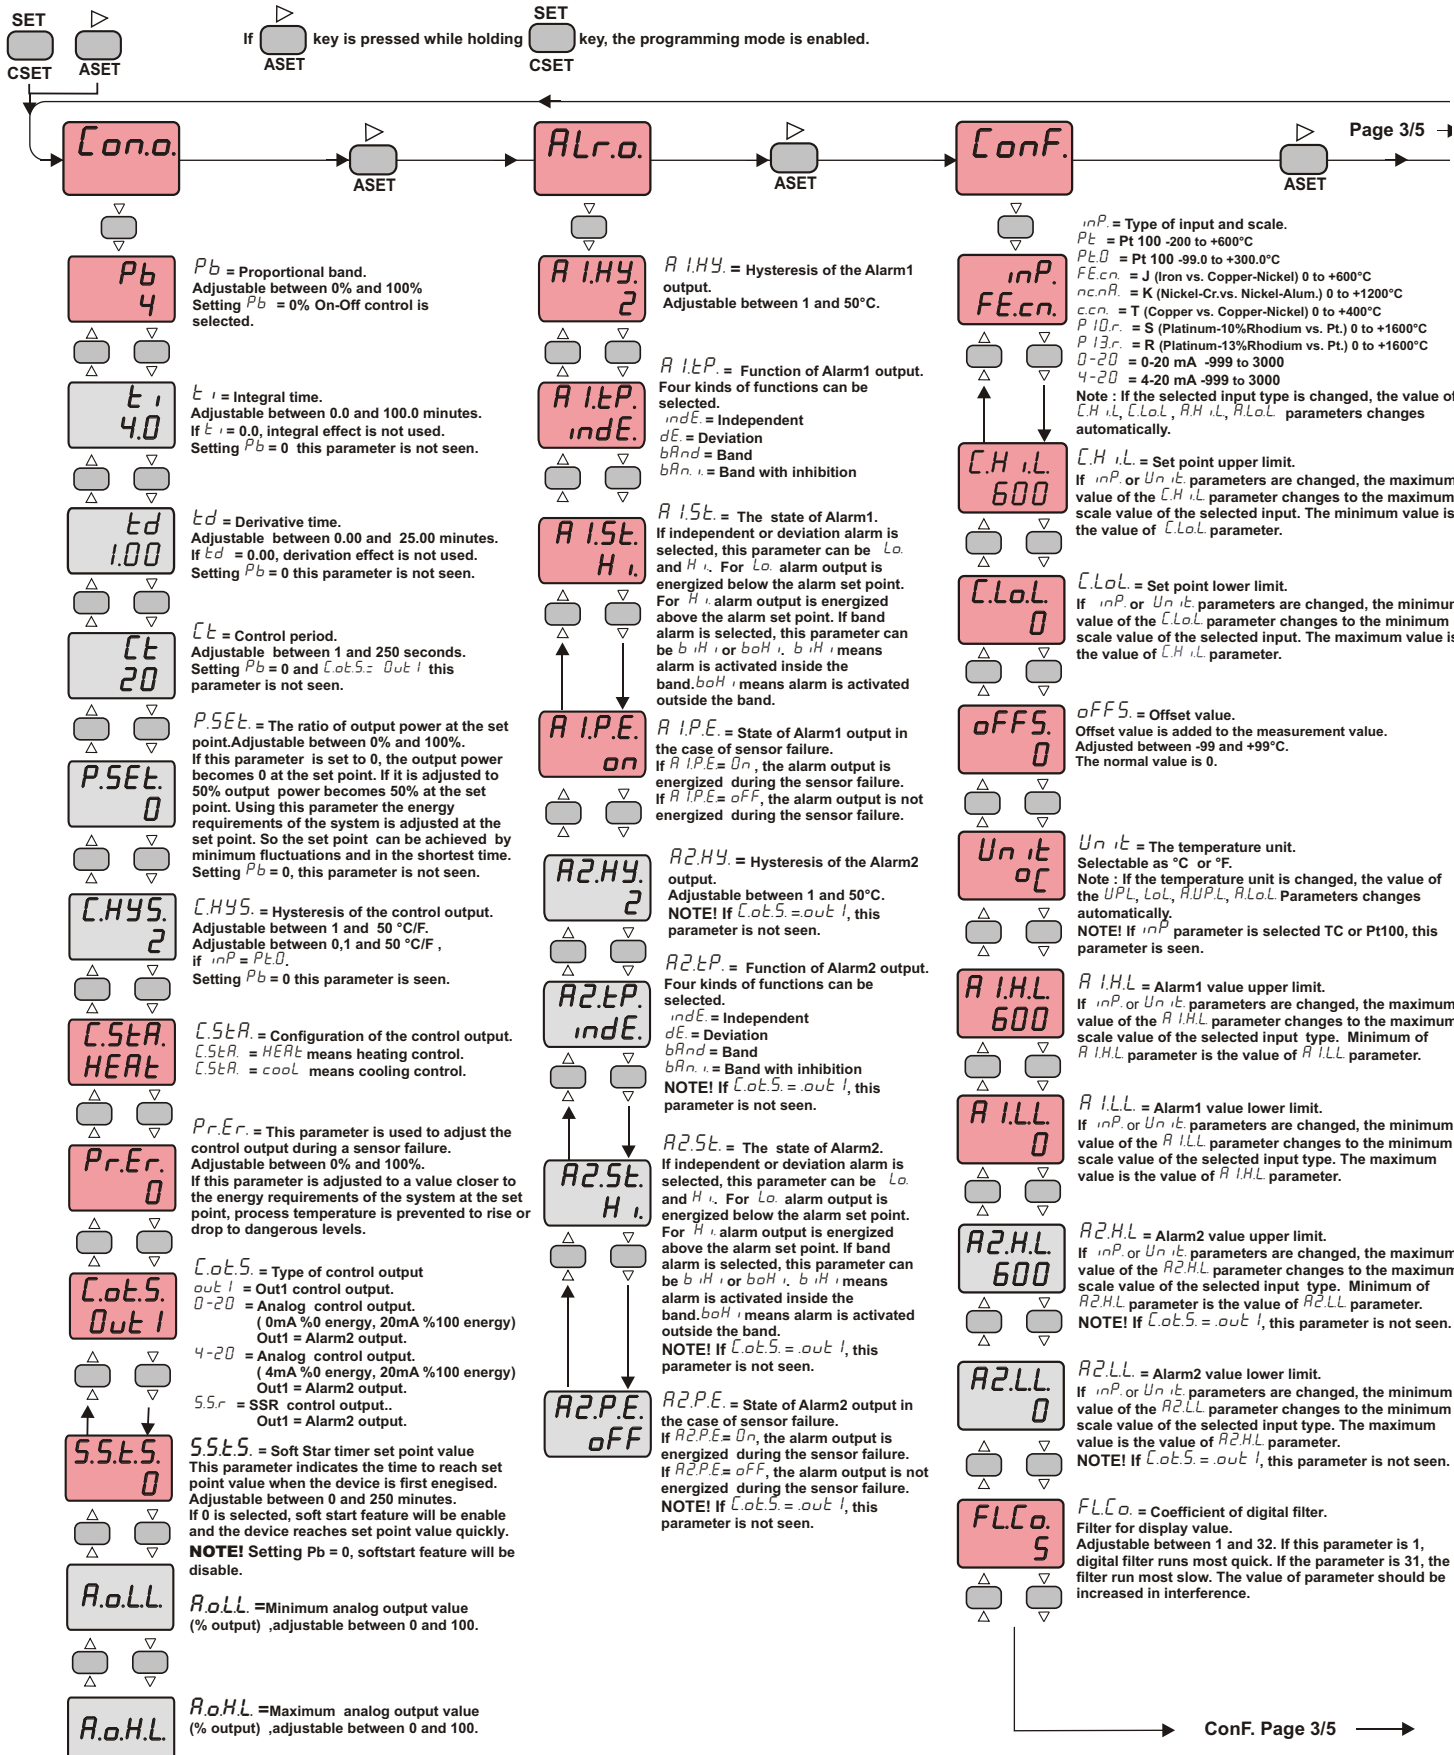 SET
CSET
ASET
If key is pressed while holding key, the programming mode is enabled.
ASET
SET
CSET
Con.o.
ASET
ALr.o.
ASET
ConF.
ASET
Page 3/5
Pb
4
Pb = Proportional band.
Adjustable between 0% and 100%
Setting Pb = 0% On-Off control is
selected.
ti
4.0
ti = Integral time.
Adjustable between 0.0 and 100.0 minutes.
If ti = 0.0, integral effect is not used.
Setting Pb = 0 this parameter is not seen.
td
1.00
td = Derivative time.
Adjustable between 0.00 and 25.00 minutes.
If td = 0.00, derivation effect is not used.
Setting Pb = 0 this parameter is not seen.
Ct
20
Ct = Control period.
Adjustable between 1 and 250 seconds.
Setting Pb = 0 and C.ot.S.= Out 1 this
parameter is not seen.
P.SEt.
0
P.SEt. = The ratio of output power at the set
point.Adjustable between 0% and 100%.
If this parameter is set to 0, the output power
becomes 0 at the set point. If it is adjusted to
50% output power becomes 50% at the set
point. Using this parameter the energy
requirements of the system is adjusted at the
set point. So the set point can be achieved by
minimum fluctuations and in the shortest time.
Setting Pb = 0, this parameter is not seen.
C.HYS.
2
C.HYS. = Hysteresis of the control output.
Adjustable between 1 and 50 °C/F.
Adjustable between 0,1 and 50 °C/F ,
if inP = Pt.0.
Setting Pb = 0 this parameter is seen.
C.StA.
HEAt
C.StA. = Configuration of the control output.
C.StA. = HEAt means heating control.
C.StA. = cooL means cooling control.
Pr.Er.
0
Pr.Er. = This parameter is used to adjust the
control output during a sensor failure.
Adjustable between 0% and 100%.
If this parameter is adjusted to a value closer to
the energy requirements of the system at the set
point, process temperature is prevented to rise or
drop to dangerous levels.
C.ot.S.
Out 1
C.ot.S. = Type of control output
out 1 = Out1 control output.
0-20 = Analog control output.
( 0mA %0 energy, 20mA %100 energy)
Out1 = Alarm2 output.
4-20 = Analog control output.
( 4mA %0 energy, 20mA %100 energy)
Out1 = Alarm2 output.
S.S.r = SSR control output..
Out1 = Alarm2 output.
S.S.t.S.
0
S.S.t.S. = Soft Star timer set point value
This parameter indicates the time to reach set
point value when the device is first enegised.
Adjustable between 0 and 250 minutes.
If 0 is selected, soft start feature will be enable
and the device reaches set point value quickly.
NOTE! Setting Pb = 0, softstart feature will be
disable.
A.o.L.L.
A.o.L.L. =Minimum analog output value
(% output) ,adjustable between 0 and 100.
A.o.H.L.
A.o.H.L. =Maximum analog output value
(% output) ,adjustable between 0 and 100.
A1.HY.
2
A1.HY. = Hysteresis of the Alarm1
output.
Adjustable between 1 and 50°C.
A1.tP.
indE.
A1.tP. = Function of Alarm1 output.
Four kinds of functions can be
selected.
indE. = Independent
dE. = Deviation
bAnd = Band
bAn.i. = Band with inhibition
A1.St.
Hi.
A1.St. = The state of Alarm1.
If independent or deviation alarm is
selected, this parameter can be Lo.
and Hi. For Lo. alarm output is
energized below the alarm set point.
For Hi. alarm output is energized
above the alarm set point. If band
alarm is selected, this parameter can
be biHi or boHi. biHi means
alarm is activated inside the
band.boHi means alarm is activated
outside the band.
A1.P.E.
on
A1.P.E. = State of Alarm1 output in
the case of sensor failure.
If A1.P.E.= On, the alarm output is
energized during the sensor failure.
If A1.P.E.= oFF, the alarm output is not
energized during the sensor failure.
A2.HY.
2
A2.HY. = Hysteresis of the Alarm2
output.
Adjustable between 1 and 50°C.
NOTE! If C.ot.S. =.out 1, this
parameter is not seen.
A2.tP.
indE.
A2.tP. = Function of Alarm2 output.
Four kinds of functions can be
selected.
indE. = Independent
dE. = Deviation
bAnd = Band
bAn.i. = Band with inhibition
NOTE! If C.ot.S. = .out 1, this
parameter is not seen.
A2.St.
Hi.
A2.St. = The state of Alarm2.
If independent or deviation alarm is
selected, this parameter can be Lo.
and Hi. For Lo. alarm output is
energized below the alarm set point.
For Hi. alarm output is energized
above the alarm set point. If band
alarm is selected, this parameter can
be biHi or boHi. biHi means
alarm is activated inside the
band.boHi means alarm is activated
outside the band.
NOTE! If C.ot.S. = .out 1, this
parameter is not seen.
A2.P.E.
oFF
A2.P.E. = State of Alarm2 output in
the case of sensor failure.
If A2.P.E.= On, the alarm output is
energized during the sensor failure.
If A2.P.E.= oFF, the alarm output is not
energized during the sensor failure.
NOTE! If C.ot.S. = .out 1, this
parameter is not seen.
inP.
FE.cn.
inP. = Type of input and scale.
Pt = Pt 100 -200 to +600°C
Pt.0 = Pt 100 -99.0 to +300.0°C
FE.cn. = J (Iron vs. Copper-Nickel) 0 to +600°C
nc.nA. = K (Nickel-Cr.vs. Nickel-Alum.) 0 to +1200°C
c.cn. = T (Copper vs. Copper-Nickel) 0 to +400°C
P10.r. = S (Platinum-10%Rhodium vs. Pt.) 0 to +1600°C
P13.r. = R (Platinum-13%Rhodium vs. Pt.) 0 to +1600°C
0-20 = 0-20 mA -999 to 3000
4-20 = 4-20 mA -999 to 3000
Note : If the selected input type is changed, the value of
C.Hi.L, C.Lo.L, A.Hi.L, A.Lo.L parameters changes
automatically.
C.Hi.L.
600
C.Hi.L. = Set point upper limit.
If inP. or Unit. parameters are changed, the maximum
value of the C.Hi.L. parameter changes to the maximum
scale value of the selected input. The minimum value is
the value of C.Lo.L. parameter.
C.Lo.L.
0
C.LoL. = Set point lower limit.
If inP. or Unit. parameters are changed, the minimum
value of the C.Lo.L. parameter changes to the minimum
scale value of the selected input. The maximum value is
the value of C.Hi.L. parameter.
oFFS.
0
oFFS. = Offset value.
Offset value is added to the measurement value.
Adjusted between -99 and +99°C.
The normal value is 0.
Unit
°C
Unit = The temperature unit.
Selectable as °C or °F.
Note : If the temperature unit is changed, the value of
the UPL, LoL, A.UP.L, A.Lo.L Parameters changes
automatically.
NOTE! If inP parameter is selected TC or Pt100, this
parameter is seen.
A1.H.L.
600
A1.H.L = Alarm1 value upper limit.
If inP. or Unit. parameters are changed, the maximum
value of the A1.H.L. parameter changes to the maximum
scale value of the selected input type. Minimum of
A1.H.L. parameter is the value of A1.L.L. parameter.
A1.L.L.
0
A1.L.L. = Alarm1 value lower limit.
If inP. or Unit. parameters are changed, the minimum
value of the A1.L.L. parameter changes to the minimum
scale value of the selected input type. The maximum
value is the value of A1.H.L. parameter.
A2.H.L.
600
A2.H.L = Alarm2 value upper limit.
If inP. or Unit. parameters are changed, the maximum
value of the A2.H.L. parameter changes to the maximum
scale value of the selected input type. Minimum of
A2.H.L. parameter is the value of A2.L.L. parameter.
NOTE! If C.ot.S. = .out 1, this parameter is not seen.
A2.L.L.
0
A2.L.L. = Alarm2 value lower limit.
If inP. or Unit. parameters are changed, the minimum
value of the A2.L.L. parameter changes to the minimum
scale value of the selected input type. The maximum
value is the value of A2.H.L. parameter.
NOTE! If C.ot.S. = .out 1, this parameter is not seen.
FL.Co.
5
FL.Co. = Coefficient of digital filter.
Filter for display value.
Adjustable between 1 and 32. If this parameter is 1,
digital filter runs most quick. If the parameter is 31, the
filter run most slow. The value of parameter should be
increased in interference.
ConF. Page 3/5